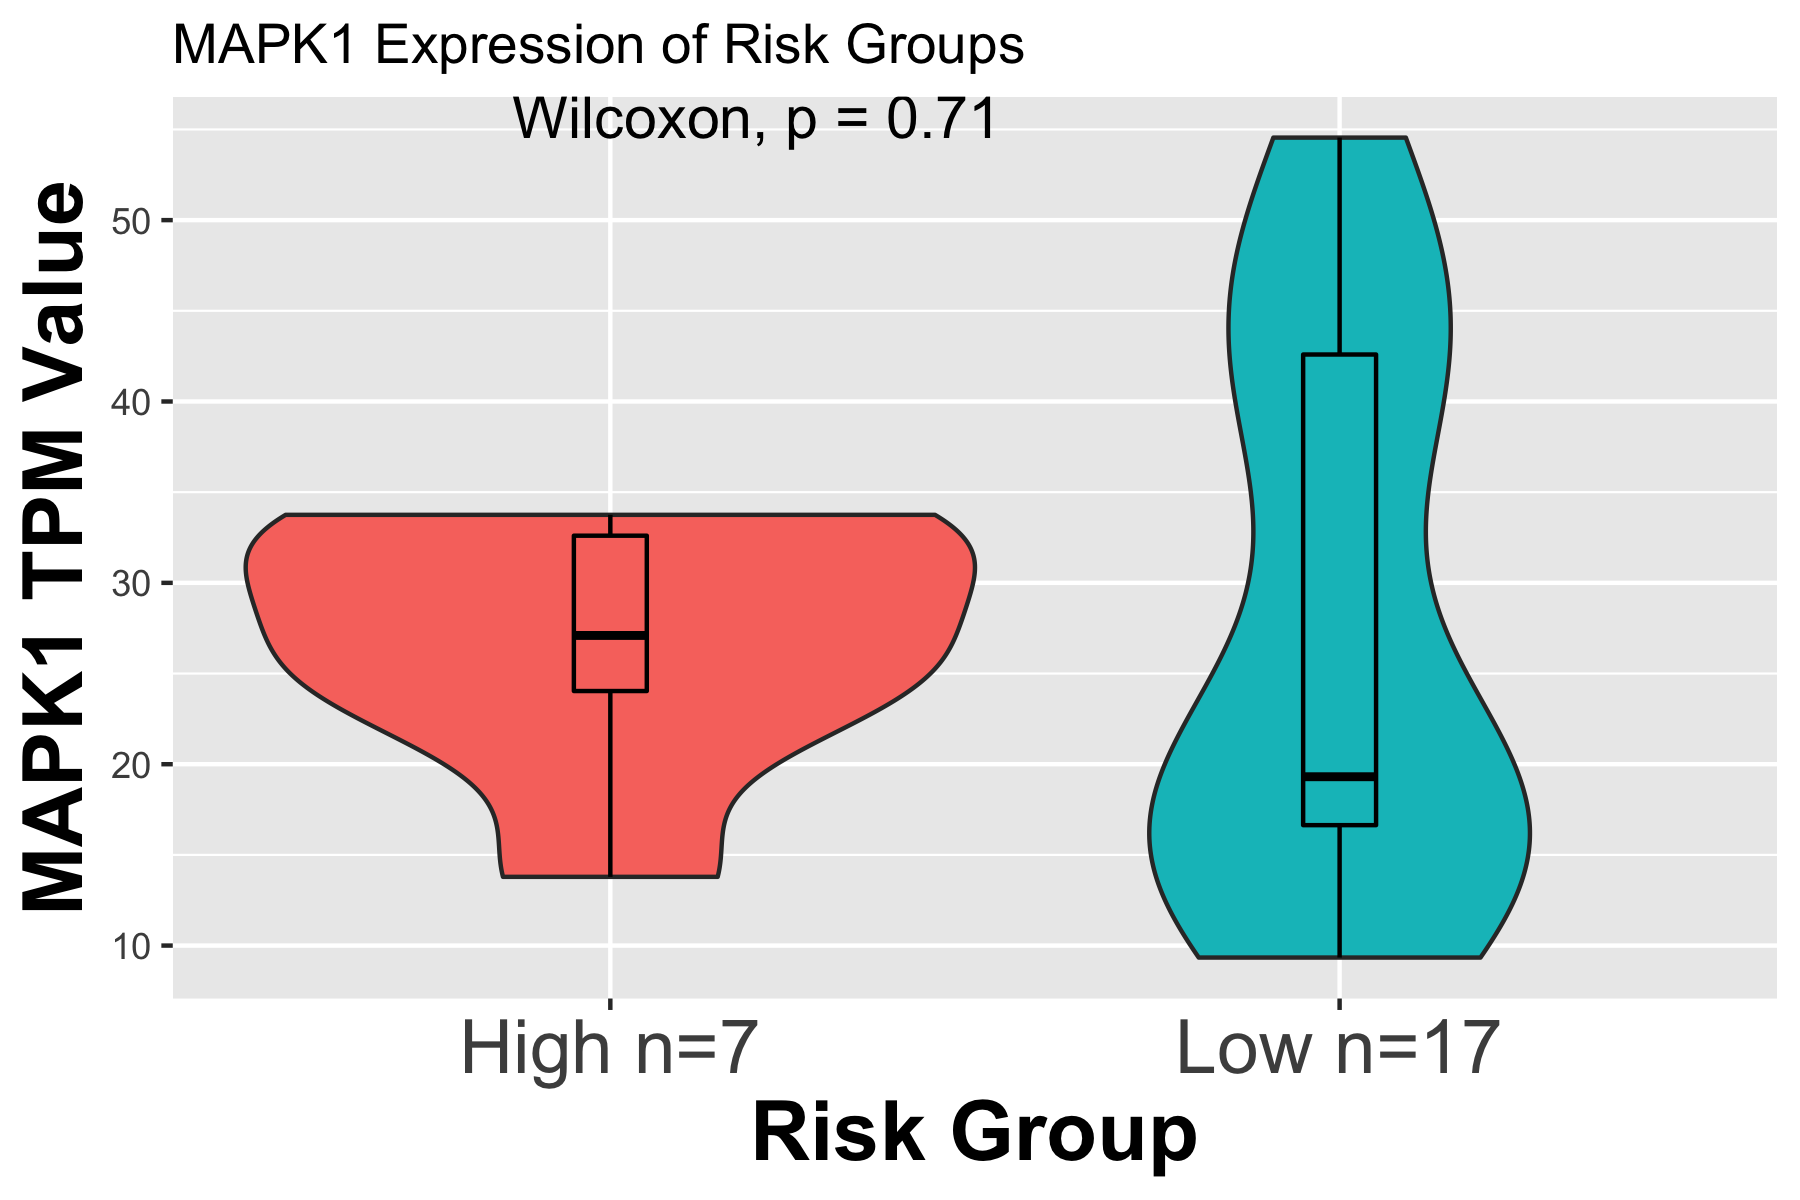 MAPK1 Expression of Risk Groups
Wilcoxon, p = 0.71
MAPK1 TPM Value
50
40
30
20
10
High n=7
Low n=17
Risk Group